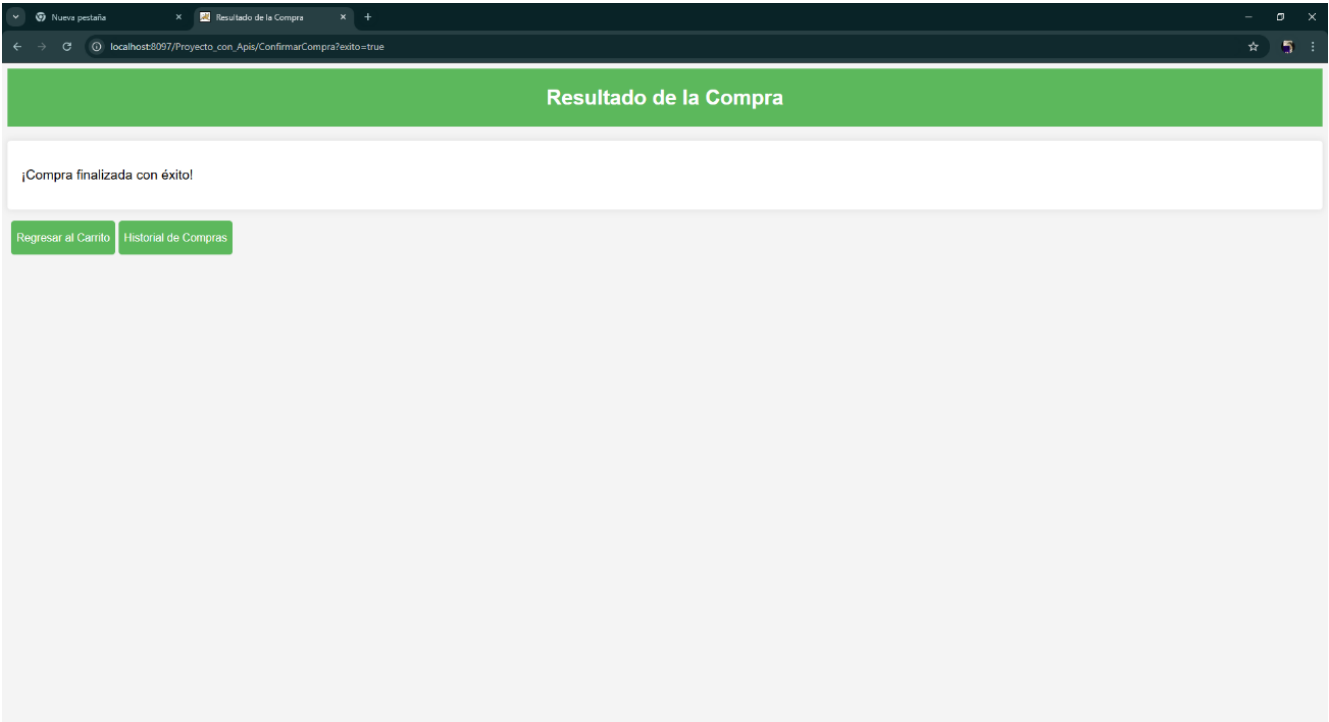 Nueva pestaña
Resultado de la Compra
localhost:8097/Proyecto_con_Apis/ConfirmarCompra?exito=true
Resultado de la Compra
¡Compra finalizada con éxito!
Regresar al Carrito Historial de Compras